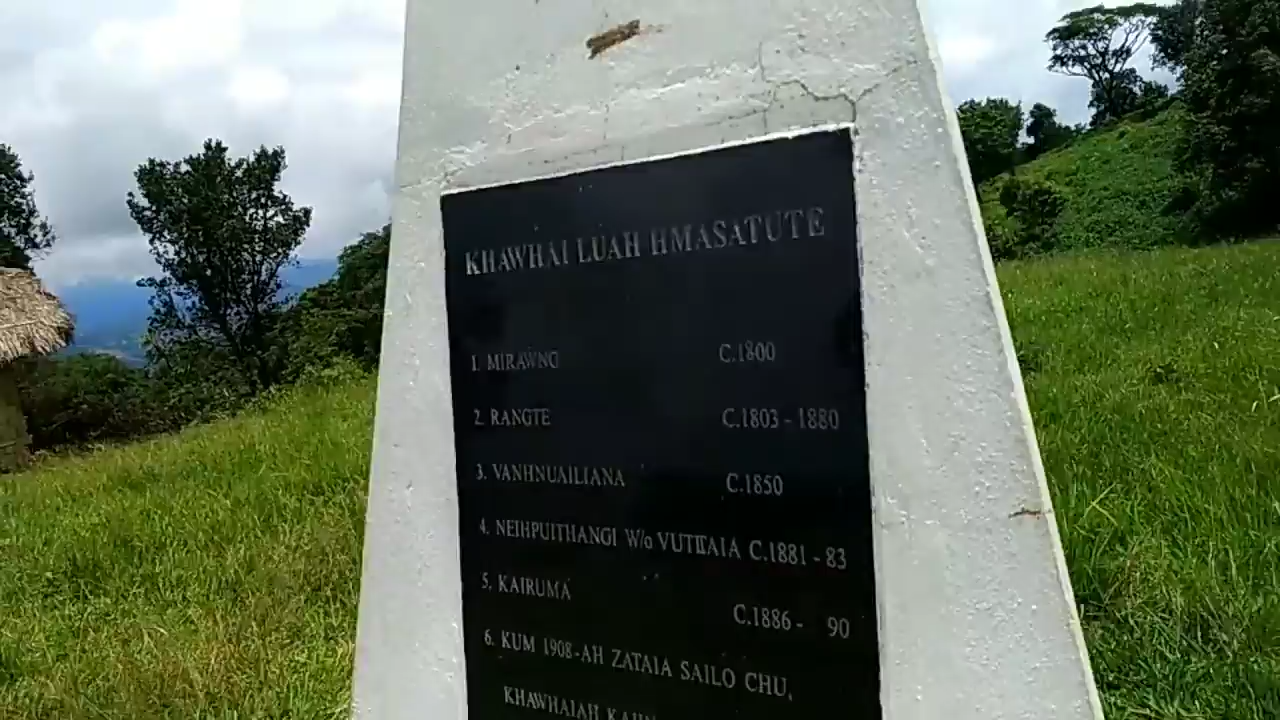 KHAWHAI LUAH HMASATUTE
1. MIRAWNG C.1800
2. RANGTE C.1803 - 1880
3. VANHNUAILIANA C.1850
4. NEIHPUITHANGI W/o VUTTAIA C.1881 - 83
5. KAIRUMA C.1886 - 90
6. KUM 1908-AH ZATAIA SAILO CHU,
KHAWHAIAH